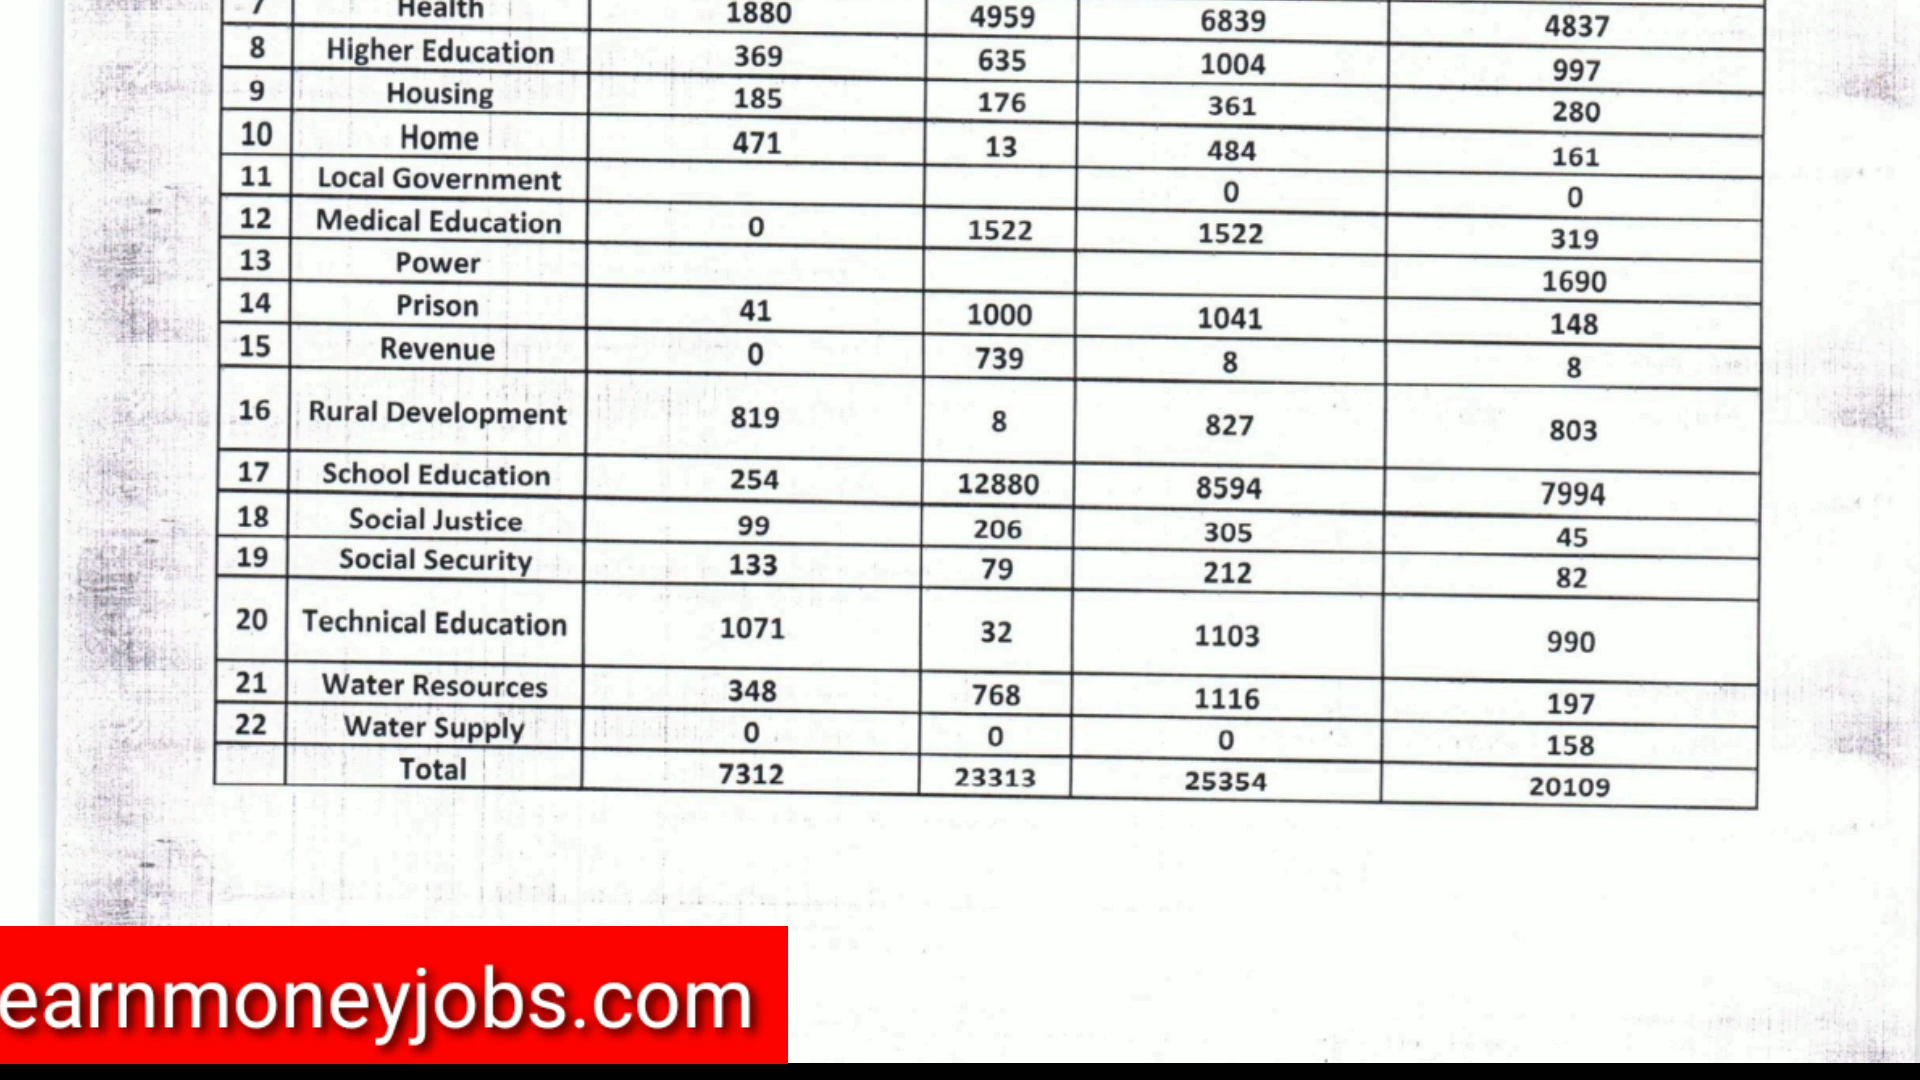 7 Health 1880 4959 6839 4837
8 Higher Education 369 635 1004 997
9 Housing 185 176 361 280
10 Home 471 13 484 161
11 Local Government 0 0
12 Medical Education 0 1522 1522 319
13 Power 1690
14 Prison 41 1000 1041 148
15 Revenue 0 739 8 8
16 Rural Development 819 8 827 803
17 School Education 254 12880 8594 7994
18 Social Justice 99 206 305 45
19 Social Security 133 79 212 82
20 Technical Education 1071 32 1103 990
21 Water Resources 348 768 1116 197
22 Water Supply 0 0 0 158
Total 7312 23313 25354 20109
earnmoneyjobs.com